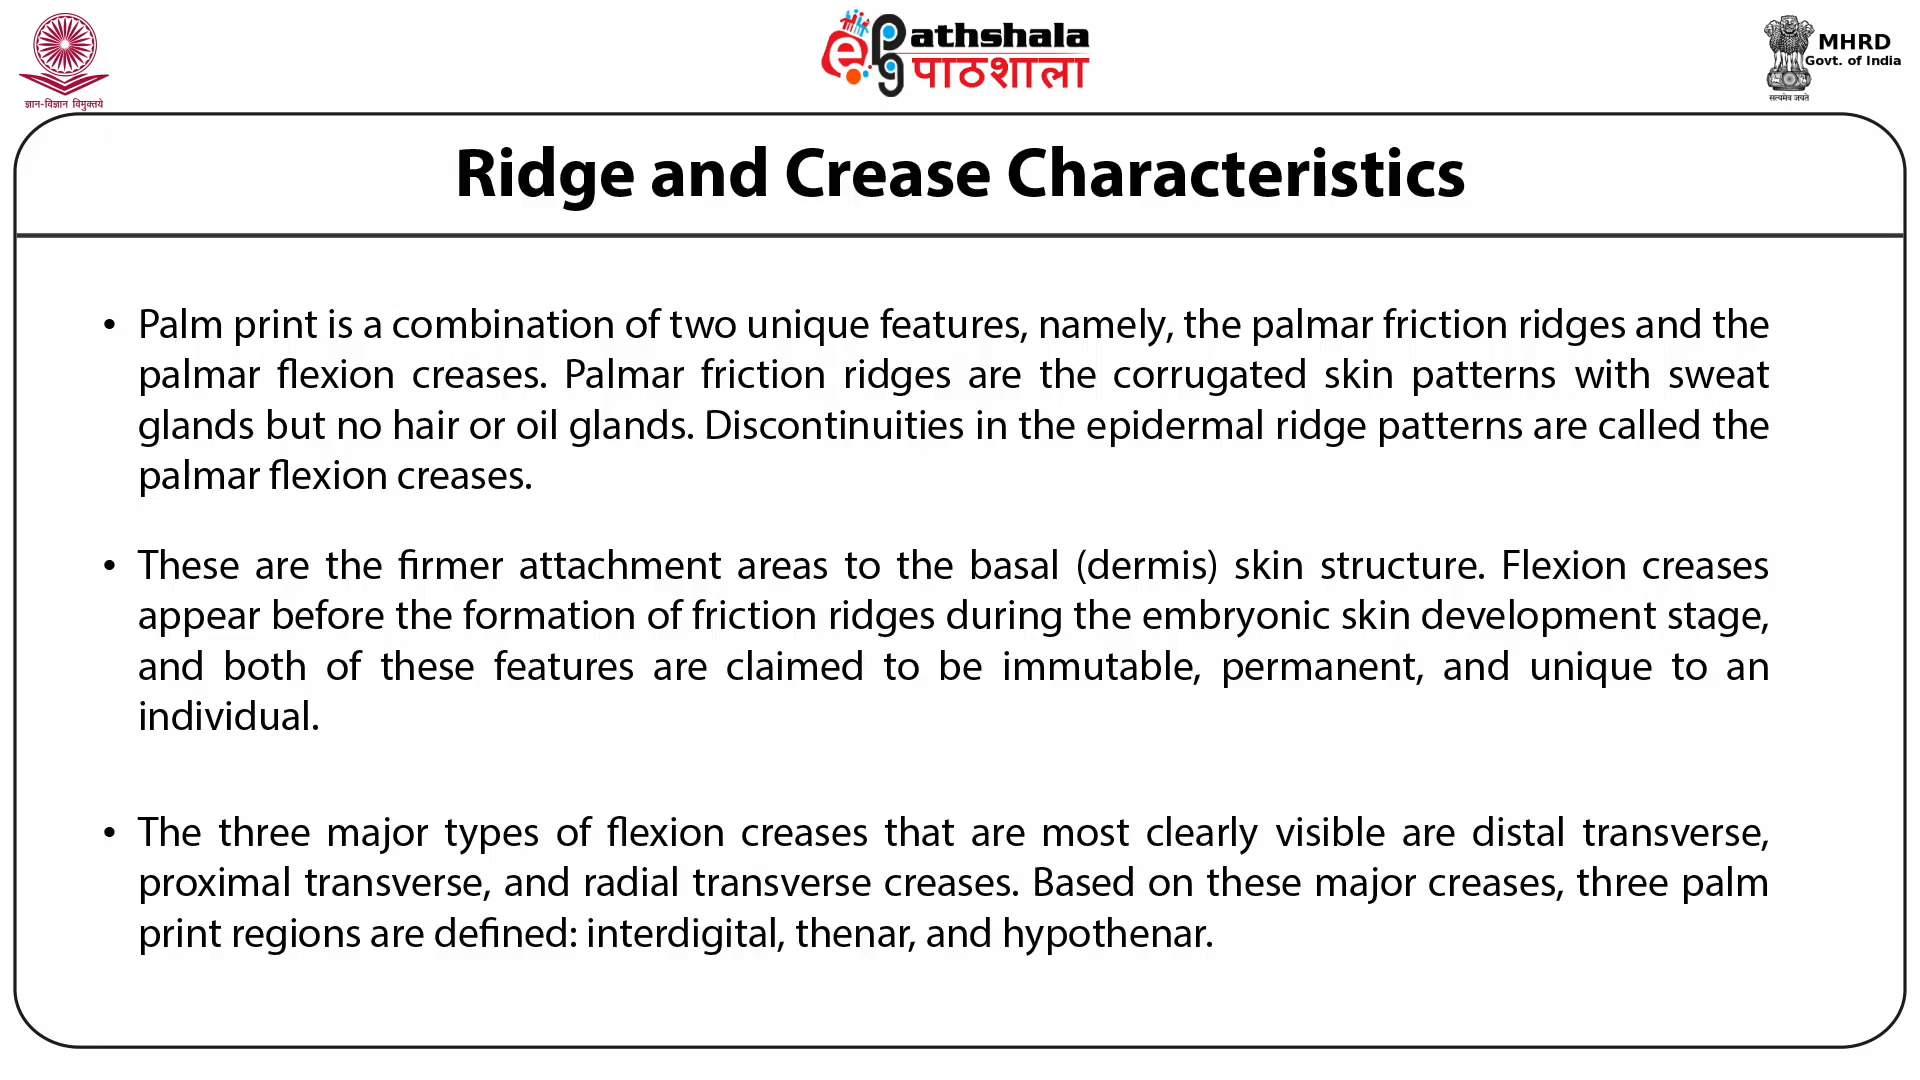 ज्ञान-विज्ञान विमुक्तये
ePGathshala
पाठशाला
MHRD
Govt. of India
सत्यमेव जयते
Ridge and Crease Characteristics
• Palm print is a combination of two unique features, namely, the palmar friction ridges and the
palmar flexion creases. Palmar friction ridges are the corrugated skin patterns with sweat
glands but no hair or oil glands. Discontinuities in the epidermal ridge patterns are called the
palmar flexion creases.
• These are the firmer attachment areas to the basal (dermis) skin structure. Flexion creases
appear before the formation of friction ridges during the embryonic skin development stage,
and both of these features are claimed to be immutable, permanent, and unique to an
individual.
• The three major types of flexion creases that are most clearly visible are distal transverse,
proximal transverse, and radial transverse creases. Based on these major creases, three palm
print regions are defined: interdigital, thenar, and hypothenar.